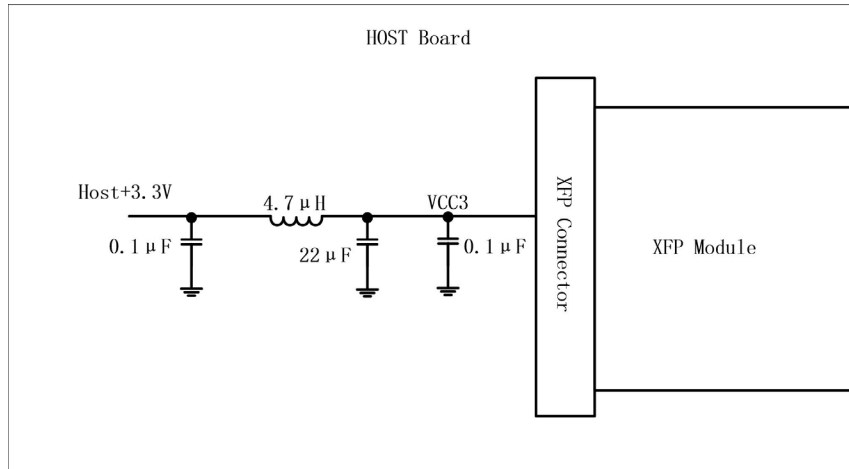 HOST Board
Host+3.3V
4.7μH
VCC3
0.1μF
22μF
0.1μF
XFP Connector
XFP Module